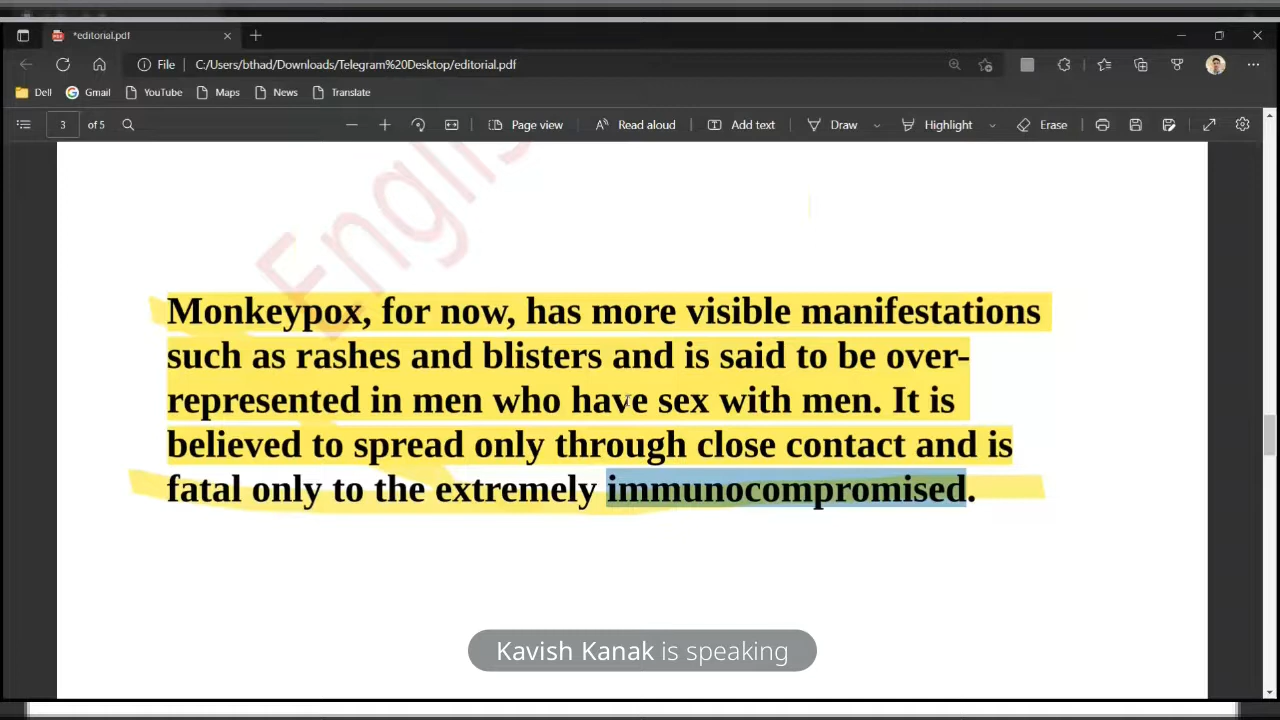 *editorial.pdf
File
C:/Users/bthad/Downloads/Telegram%20Desktop/editorial.pdf
Dell Gmail YouTube Maps News Translate
3 of 5 Page view Read aloud Add text Draw Highlight Erase
Englis
Monkeypox, for now, has more visible manifestations
such as rashes and blisters and is said to be over-
represented in men who have sex with men. It is
believed to spread only through close contact and is
fatal only to the extremely immunocompromised.
Kavish Kanak is speaking